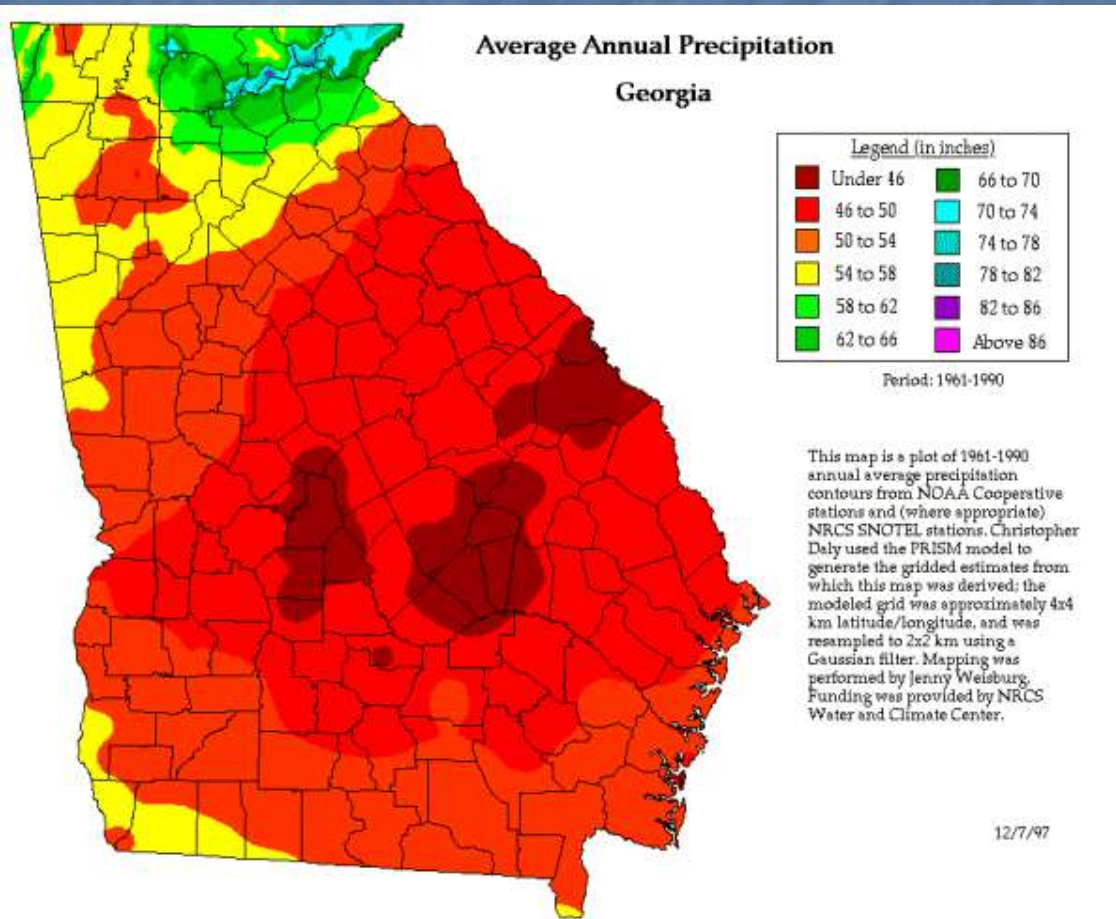 Average Annual Precipitation
Georgia
Legend (in inches)
Under 46
46 to 50
50 to 54
54 to 58
58 to 62
62 to 66
66 to 70
70 to 74
74 to 78
78 to 82
82 to 86
Above 86
Period: 1961-1990
This map is a plot of 1961-1990
annual average precipitation
contours from NOAA Cooperative
stations and (where appropriate)
NRCS SNOTEL stations. Christopher
Daly used the PRISM model to
generate the gridded estimates from
which this map was derived; the
modeled grid was approximately 4x4
km latitude/longitude, and was
resampled to 2x2 km using a
Gaussian filter. Mapping was
performed by Jenny Weisburg.
Funding was provided by NRCS
Water and Climate Center.
12/7/97